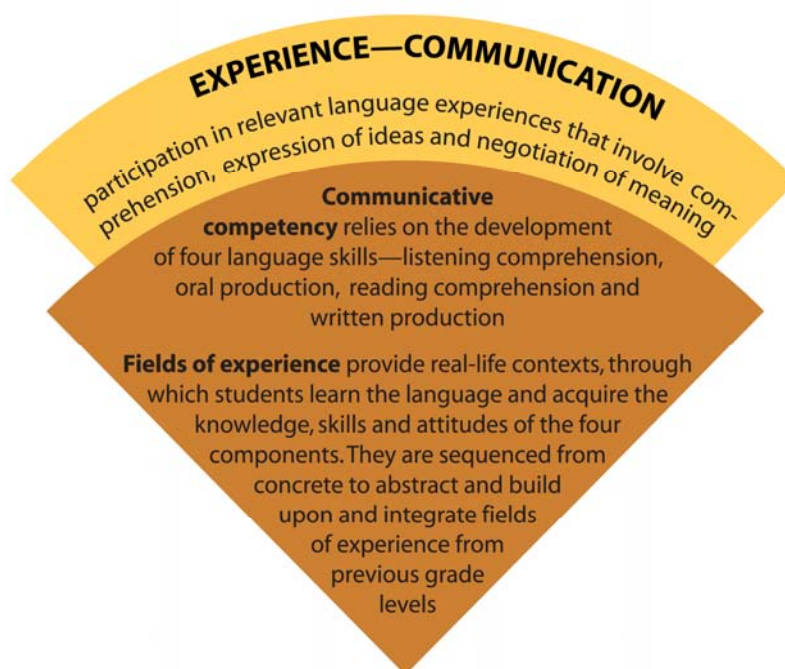 EXPERIENCE—COMMUNICATION
participation in relevant language experiences that involve com-
prehension, expression of ideas and negotiation of meaning
Communicative
competency relies on the development
of four language skills—listening comprehension,
oral production, reading comprehension and
written production
Fields of experience provide real-life contexts, through
which students learn the language and acquire the
knowledge, skills and attitudes of the four
components. They are sequenced from
concrete to abstract and build
upon and integrate fields
of experience from
previous grade
levels